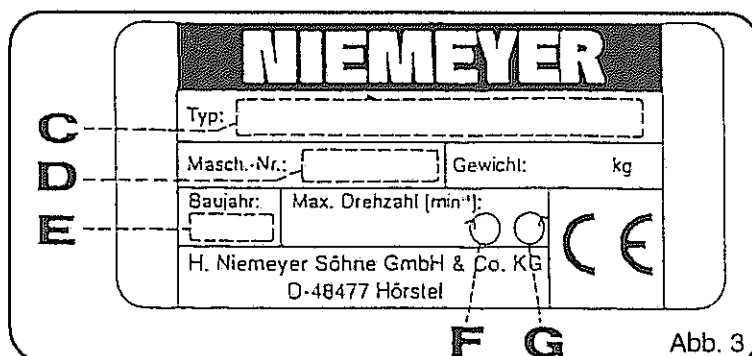 NIEMEYER
C Typ:
D Masch.-Nr.: Gewicht: kg
E Baujahr: Max. Drehzahl [min⁻¹]:
H. Niemeyer Söhne GmbH & Co. KG
D-48477 Hörstel
CE
F G Abb. 3